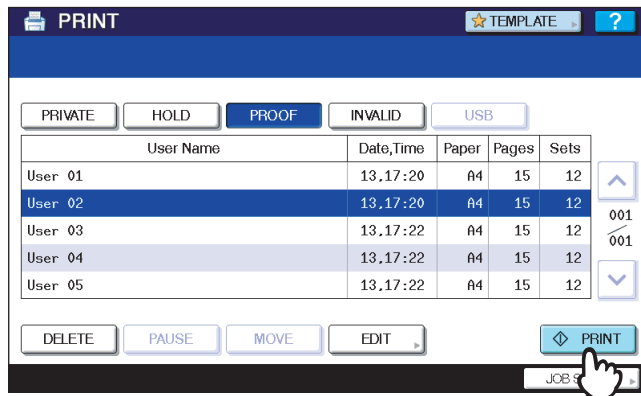 PRINT TEMPLATE ?
PRIVATE HOLD PROOF INVALID USB
User Name Date,Time Paper Pages Sets
User 01 13,17:20 A4 15 12
User 02 13,17:20 A4 15 12
User 03 13,17:22 A4 15 12
User 04 13,17:22 A4 15 12
User 05 13,17:22 A4 15 12
001
001
DELETE PAUSE MOVE EDIT PRINT
JOB